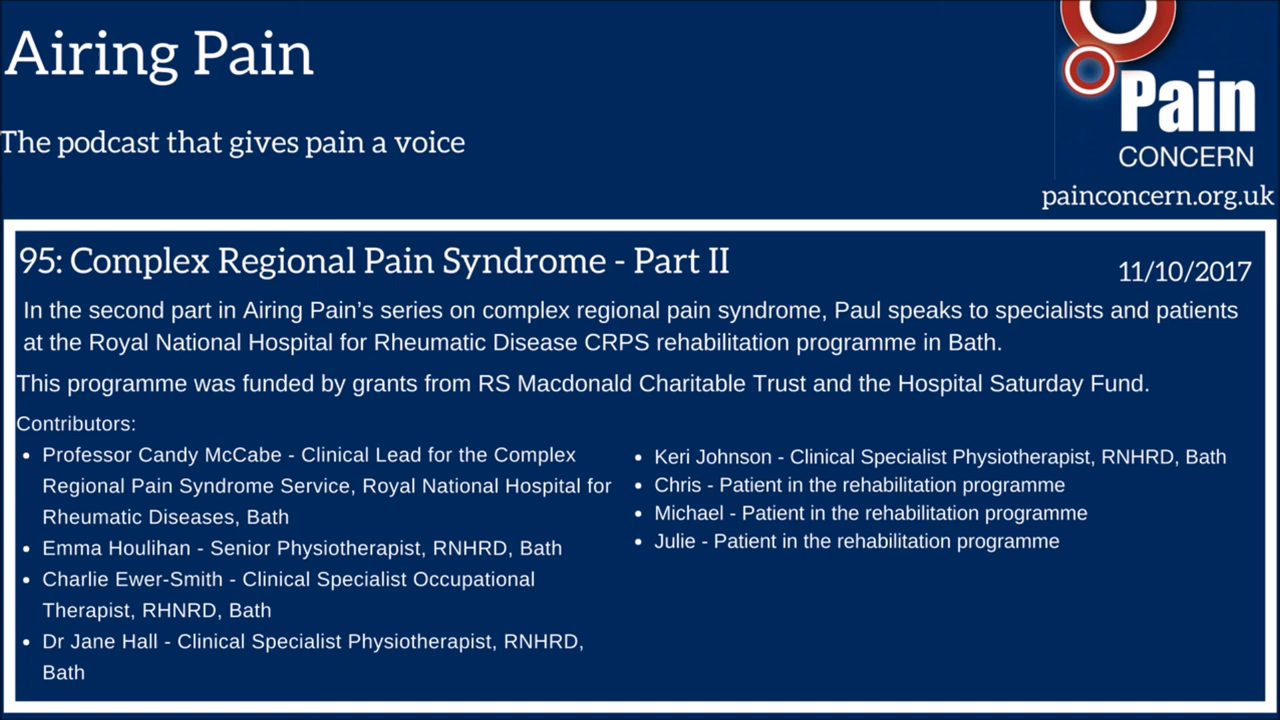 Airing Pain
The podcast that gives pain a voice
Pain
CONCERN
painconcern.org.uk
95: Complex Regional Pain Syndrome - Part II
11/10/2017
In the second part in Airing Pain’s series on complex regional pain syndrome, Paul speaks to specialists and patients
at the Royal National Hospital for Rheumatic Disease CRPS rehabilitation programme in Bath.
This programme was funded by grants from RS Macdonald Charitable Trust and the Hospital Saturday Fund.
Contributors:
• Professor Candy McCabe - Clinical Lead for the Complex
Regional Pain Syndrome Service, Royal National Hospital for
Rheumatic Diseases, Bath
• Emma Houlihan - Senior Physiotherapist, RNHRD, Bath
• Charlie Ewer-Smith - Clinical Specialist Occupational
Therapist, RHNRD, Bath
• Dr Jane Hall - Clinical Specialist Physiotherapist, RNHRD,
Bath
• Keri Johnson - Clinical Specialist Physiotherapist, RNHRD, Bath
• Chris - Patient in the rehabilitation programme
• Michael - Patient in the rehabilitation programme
• Julie - Patient in the rehabilitation programme